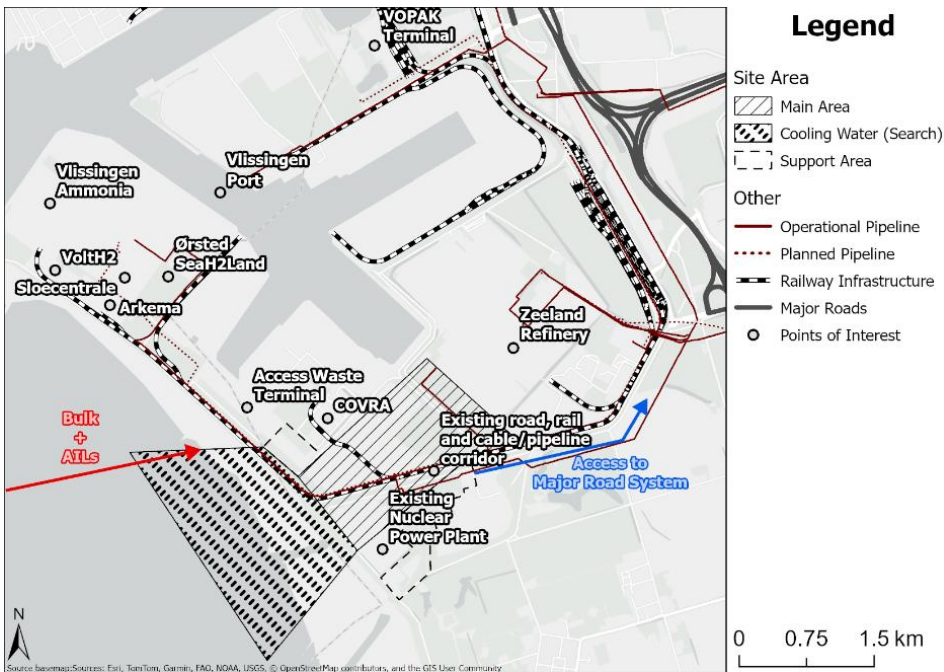 VOPAK
Terminal
Vlissingen
Port
Vlissingen
Ammonia
Ørsted
SeaH2Land
VoltH2
Sloecentrale
Arkema
Zeeland
Refinery
Access Waste
Terminal
COVRA
Existing road, rail
and cable/pipeline
corridor
Bulk
+
AILs
Access to
Major Road System
Existing
Nuclear
Power Plant
N
Source basemap:Sources: Esri, TomTom, Garmin, FAO, NOAA, USGS, © OpenStreetMap contributors, and the GIS User Community
Legend
Site Area
Main Area
Cooling Water (Search)
Support Area
Other
Operational Pipeline
Planned Pipeline
Railway Infrastructure
Major Roads
Points of Interest
0 0.75 1.5 km